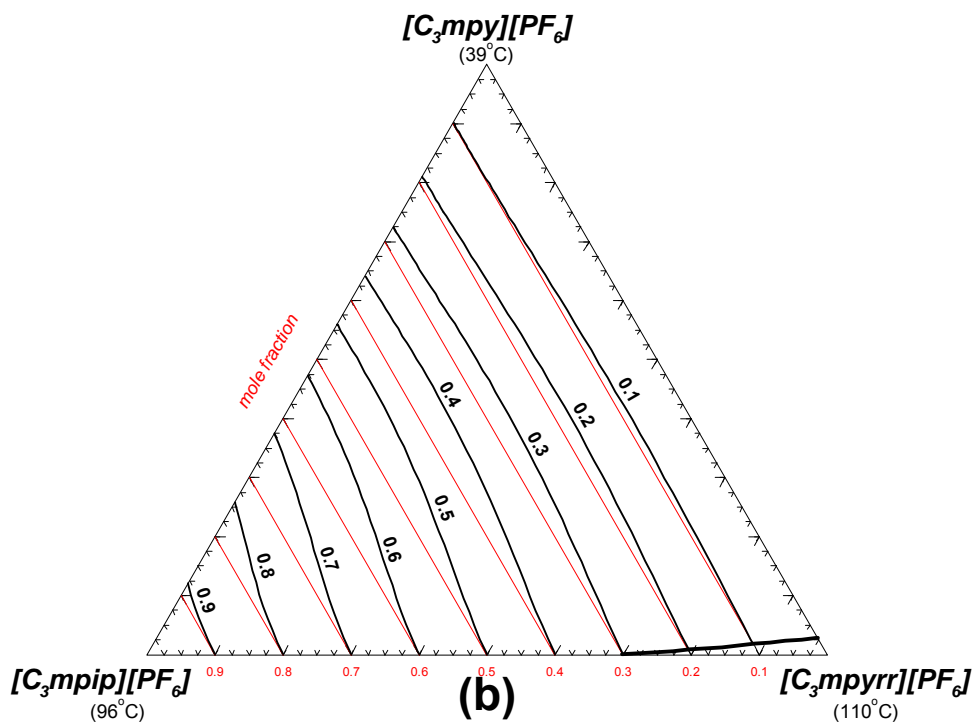 [C₃mpy][PF₆]
(39°C)
mole fraction
0.1
0.2
0.3
0.4
0.5
0.6
0.7
0.8
0.9
0.9 0.8 0.7 0.6 0.5 0.4 0.3 0.2 0.1
[C₃mpip][PF₆]
(96°C)
(b)
[C₃mpyrr][PF₆]
(110°C)